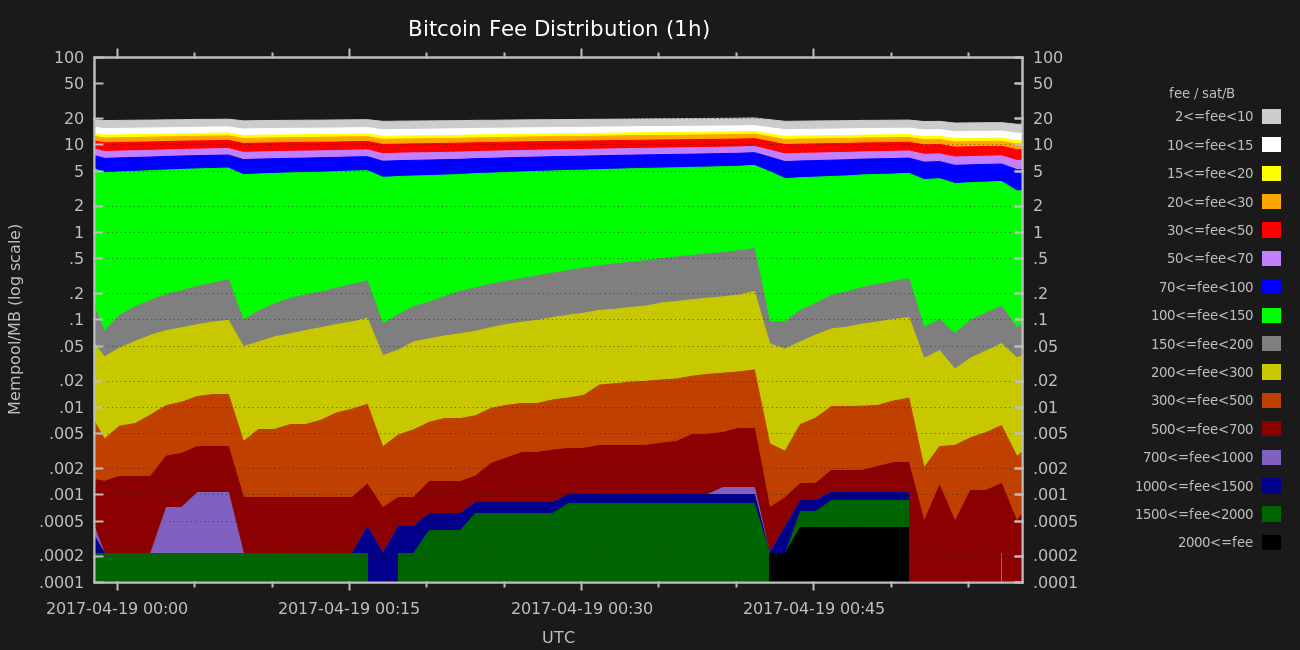 Bitcoin Fee Distribution (1h)
100
50
20
10
5
2
1
.5
.2
.1
.05
.02
.01
.005
.002
.001
.0005
.0002
.0001
Mempool/MB (log scale)
100
50
20
10
5
2
1
.5
.2
.1
.05
.02
.01
.005
.002
.001
.0005
.0002
.0001
2017-04-19 00:00
2017-04-19 00:15
2017-04-19 00:30
2017-04-19 00:45
UTC
fee / sat/B
2<=fee<10
10<=fee<15
15<=fee<20
20<=fee<30
30<=fee<50
50<=fee<70
70<=fee<100
100<=fee<150
150<=fee<200
200<=fee<300
300<=fee<500
500<=fee<700
700<=fee<1000
1000<=fee<1500
1500<=fee<2000
2000<=fee